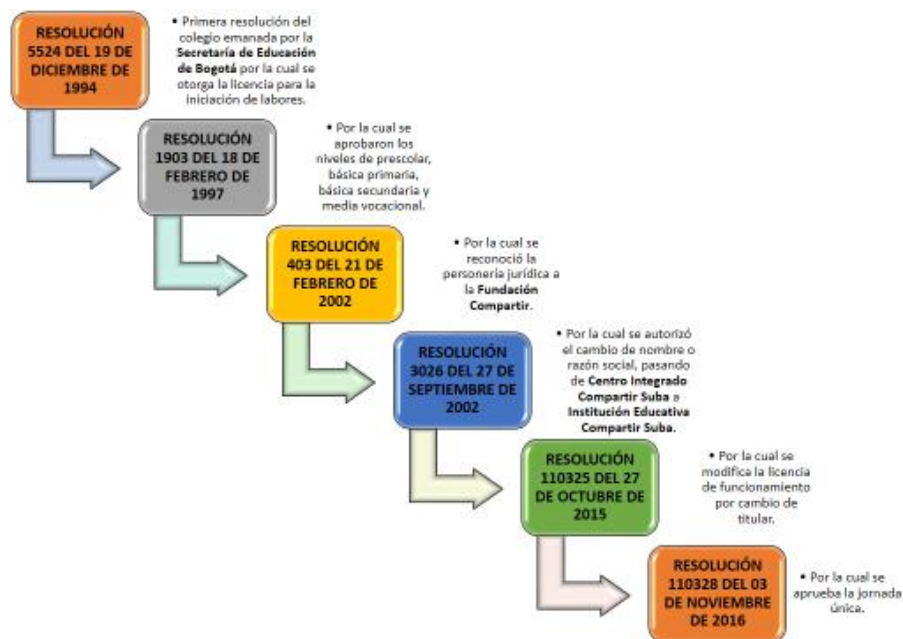 RESOLUCIÓN
5524 DEL 19 DE
DICIEMBRE DE
1994
• Primera resolución del
colegio emanada por la
Secretaría de Educación
de Bogotá por la cual se
otorga la licencia para la
iniciación de labores.
RESOLUCIÓN
1903 DEL 18 DE
FEBRERO DE
1997
• Por la cual se
aprobaron los
niveles de prescolar,
básica primaria,
básica secundaria y
media vocacional.
RESOLUCIÓN
403 DEL 21 DE
FEBRERO DE
2002
• Por la cual se
reconoció la
personería jurídica a
la Fundación
Compartir.
RESOLUCIÓN
3026 DEL 27 DE
SEPTIEMBRE DE
2002
• Por la cual se autorizó
el cambio de nombre o
razón social, pasando
de Centro Integrado
Compartir Suba a
Institución Educativa
Compartir Suba.
RESOLUCIÓN
110325 DEL 27
DE OCTUBRE DE
2015
• Por la cual se
modifica la licencia
de funcionamiento
por cambio de
titular.
RESOLUCIÓN
110328 DEL 03
DE NOVIEMBRE
DE 2016
• Por la cual se
aprueba la jornada
única.